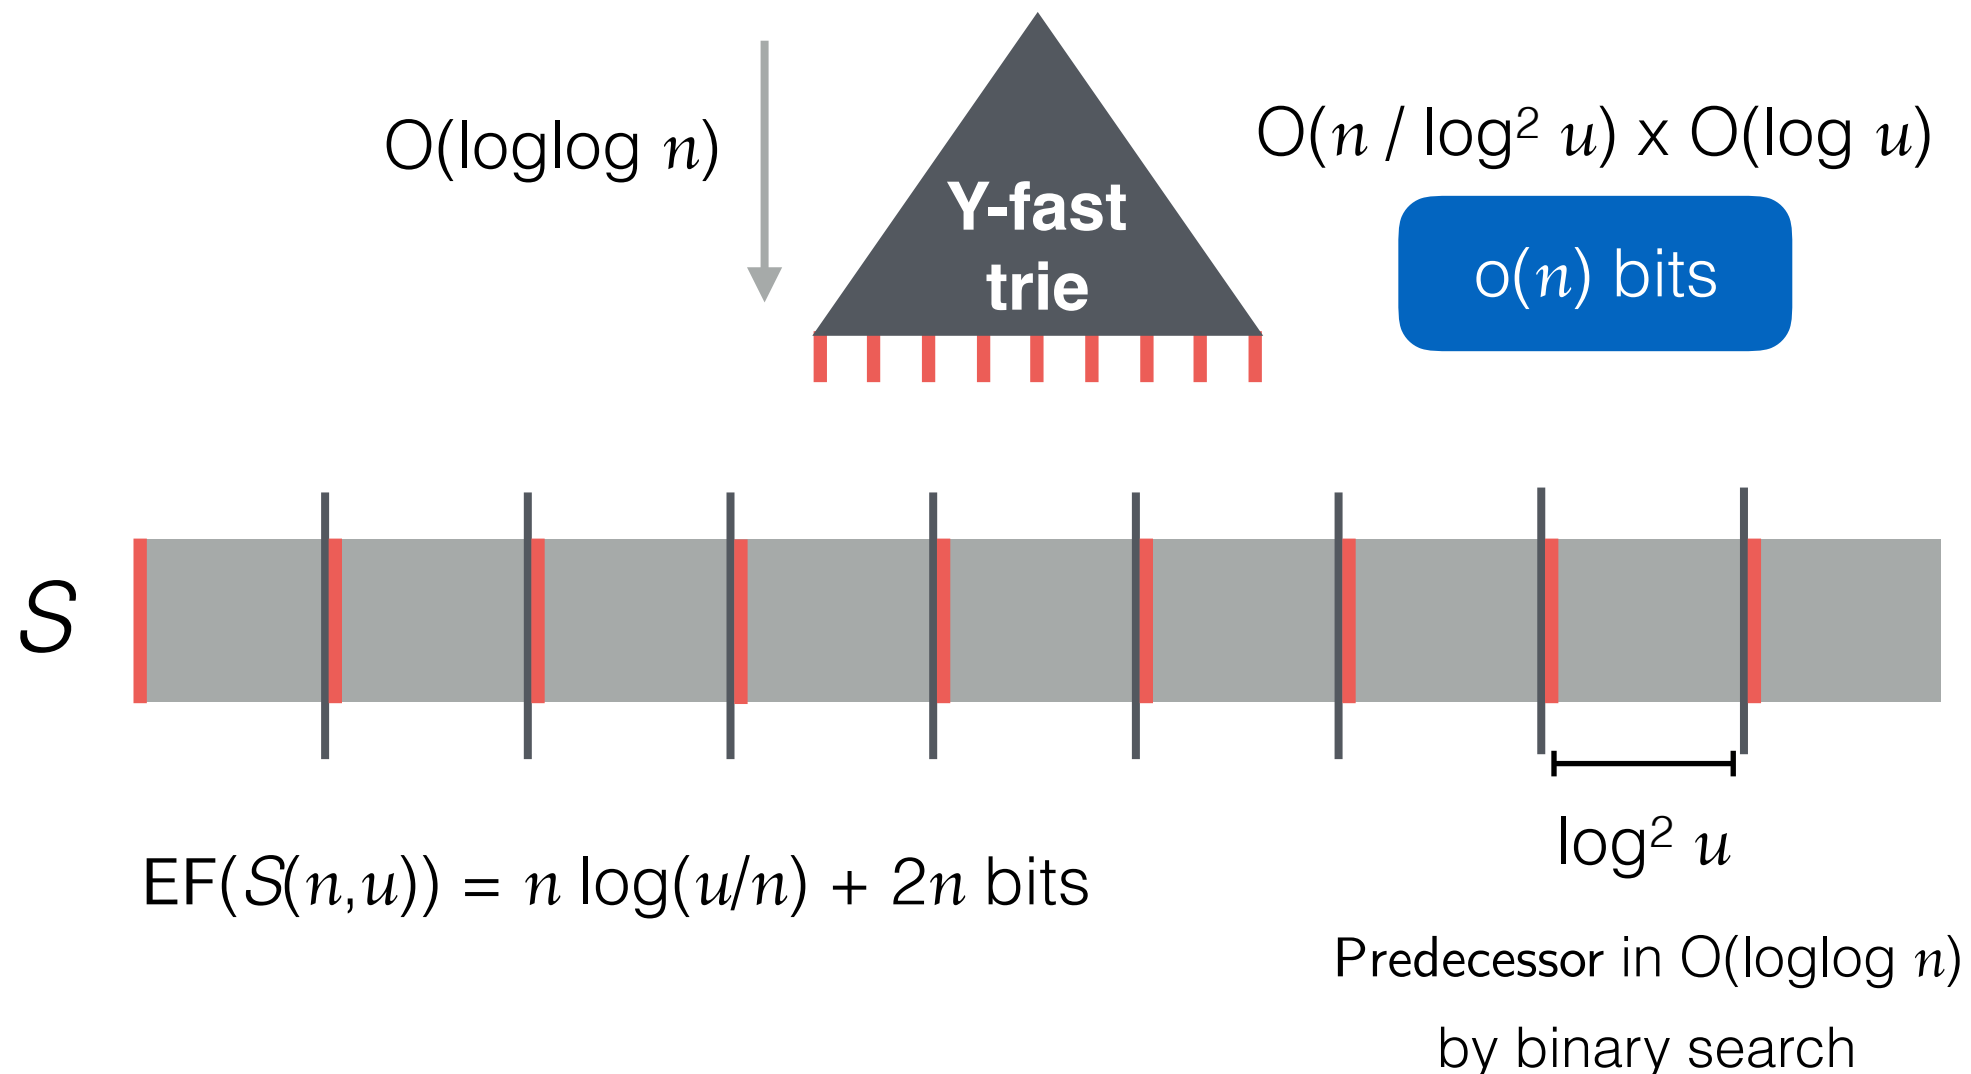 O(loglog n)
O(n / log² u) x O(log u)
Y-fast
trie
o(n) bits
S
log² u
EF(S(n,u)) = n log(u/n) + 2n bits
Predecessor in O(loglog n)
by binary search